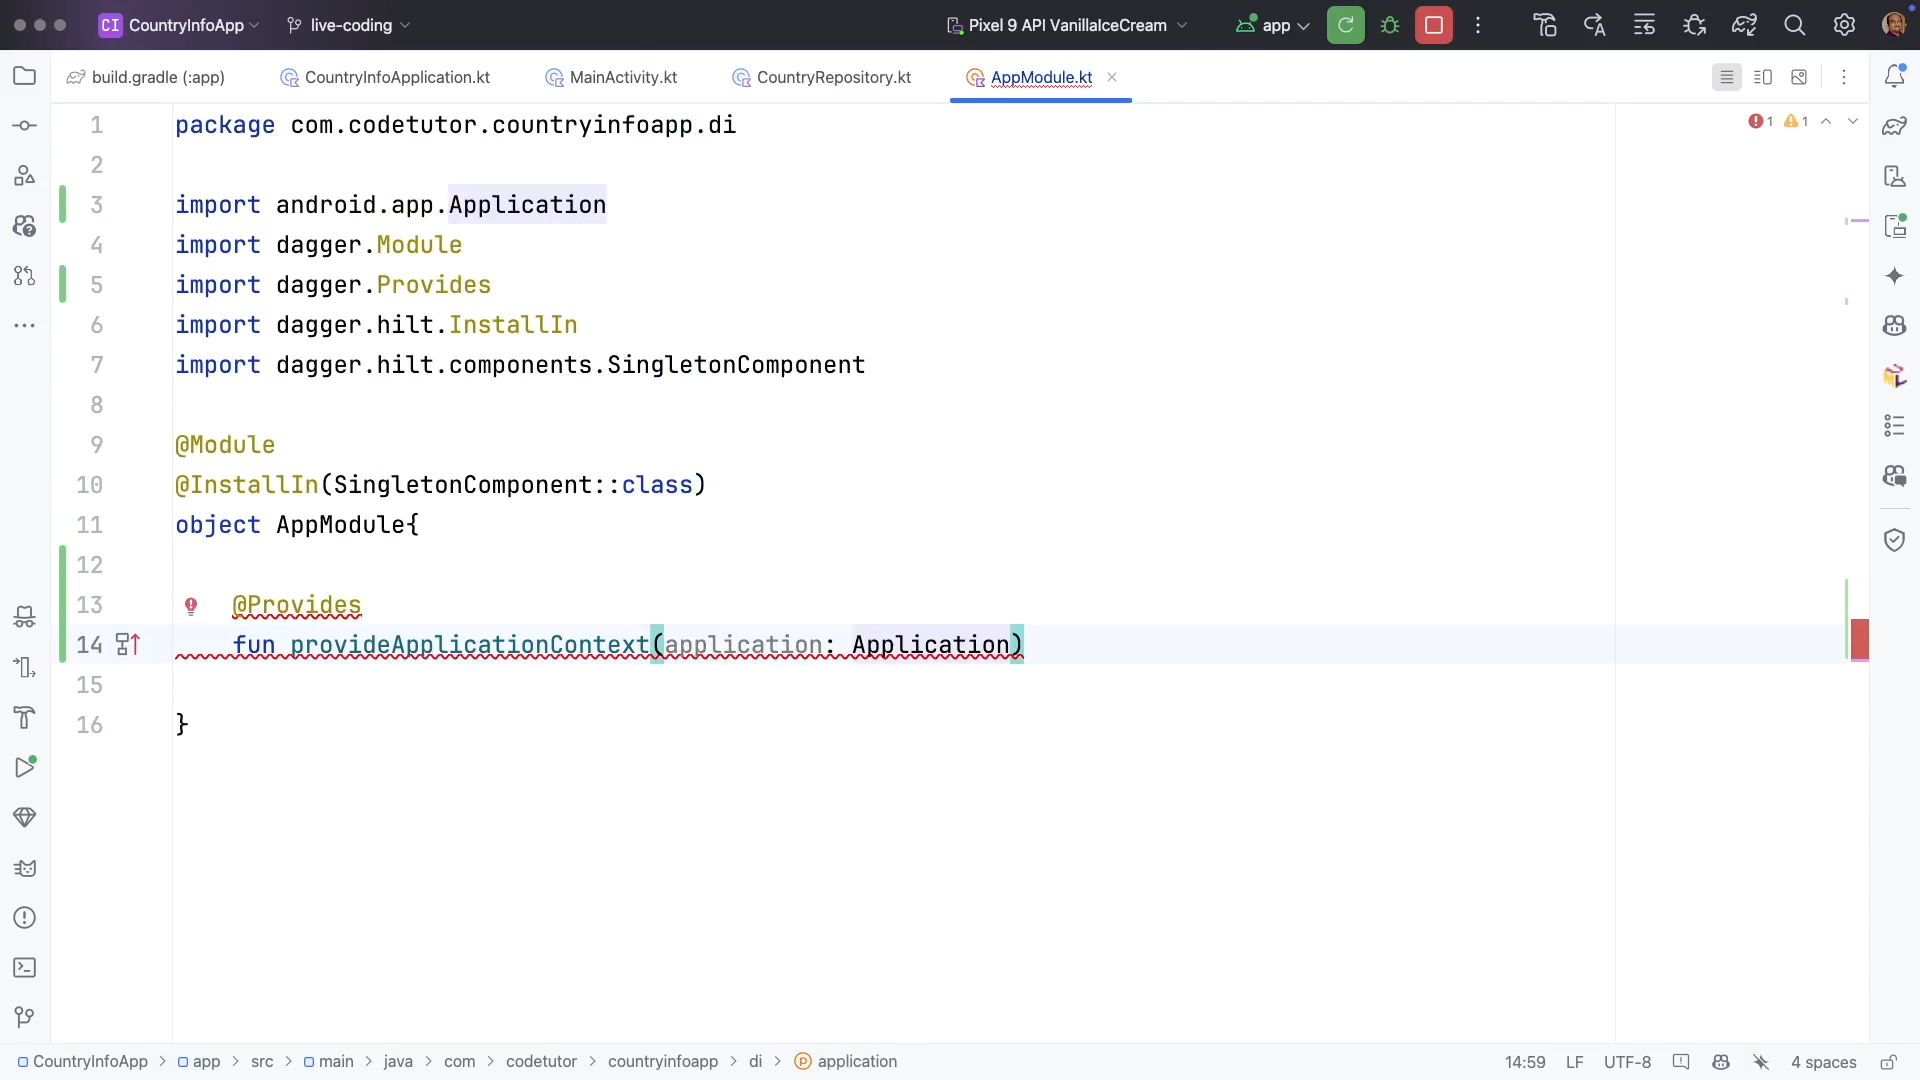 CI CountryInfoApp live-coding Pixel 9 API VanillaIceCream app
build.gradle (:app) CountryInfoApplication.kt MainActivity.kt CountryRepository.kt AppModule.kt
1 package com.codetutor.countryinfoapp.di 1 1
2
3 import android.app.Application
4 import dagger.Module
5 import dagger.Provides
6 import dagger.hilt.InstallIn
7 import dagger.hilt.components.SingletonComponent
8
9 @Module
10 @InstallIn(SingletonComponent::class)
11 object AppModule{
12
13 @Provides
14 fun provideApplicationContext(application: Application)
15
16 }
CountryInfoApp > app > src > main > java > com > codetutor > countryinfoapp > di > application 14:59 LF UTF-8 4 spaces